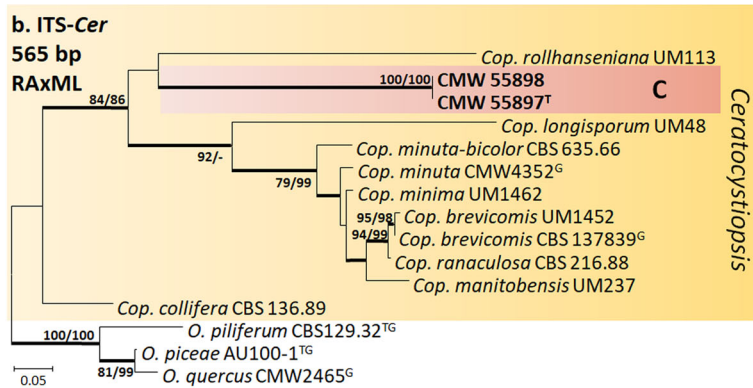 b. ITS-Cer
565 bp
RAxML
Cop. rollhanseniana UM113
100/100 CMW 55898
CMW 55897ᵀ
C
84/86
Cop. longisporum UM48
92/-
Cop. minuta-bicolor CBS 635.66
79/99
Cop. minuta CMW4352ᴳ
Cop. minima UM1462
95/98 Cop. brevicomis UM1452
94/99 Cop. brevicomis CBS 137839ᴳ
Cop. ranaculosa CBS 216.88
Cop. manitobensis UM237
Ceratocystiopsis
Cop. collifera CBS 136.89
100/100 O. piliferum CBS129.32ᵀᴳ
O. piceae AU100-1ᵀᴳ
81/99 O. quercus CMW2465ᴳ
0.05